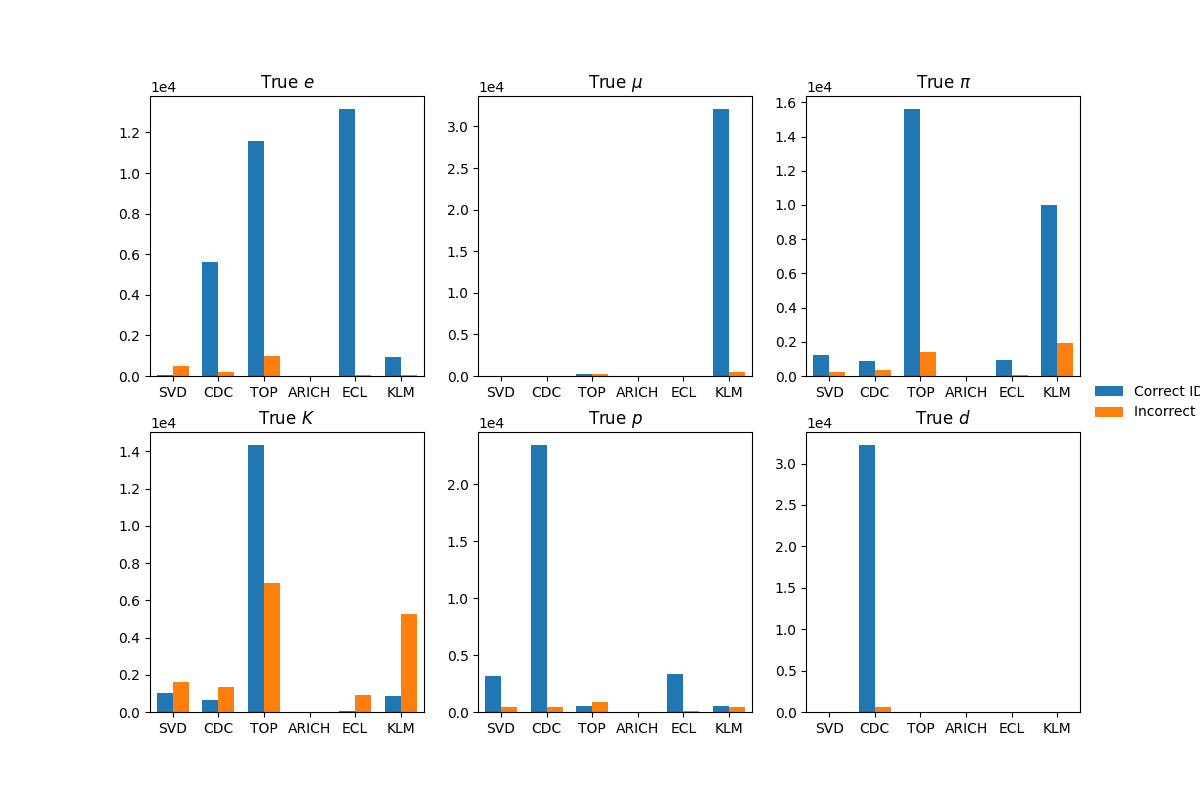 True e
1e4
1.2
1.0
0.8
0.6
0.4
0.2
0.0
SVD CDC TOP ARICH ECL KLM
True μ
1e4
3.0
2.5
2.0
1.5
1.0
0.5
0.0
SVD CDC TOP ARICH ECL KLM
True π
1e4
1.6
1.4
1.2
1.0
0.8
0.6
0.4
0.2
0.0
SVD CDC TOP ARICH ECL KLM
Correct ID
Incorrect
True K
1e4
1.4
1.2
1.0
0.8
0.6
0.4
0.2
0.0
SVD CDC TOP ARICH ECL KLM
True p
1e4
2.0
1.5
1.0
0.5
0.0
SVD CDC TOP ARICH ECL KLM
True d
1e4
3.0
2.5
2.0
1.5
1.0
0.5
0.0
SVD CDC TOP ARICH ECL KLM